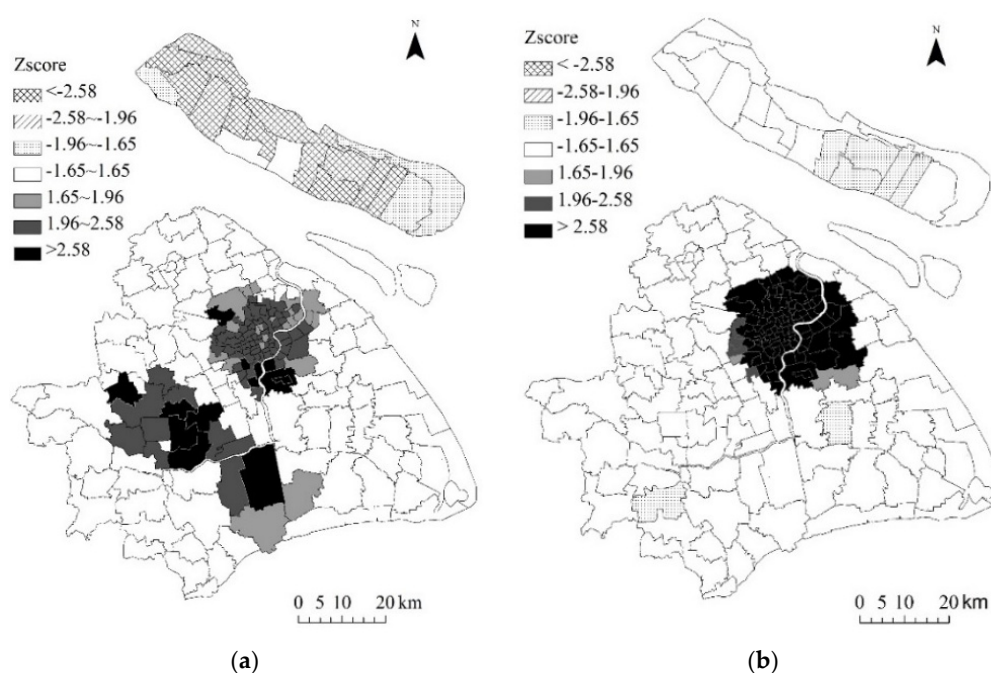 N
Zscore
<-2.58
-2.58~-1.96
-1.96~-1.65
-1.65~1.65
1.65~1.96
1.96~2.58
>2.58
0 5 10 20 km
(a)
N
Zscore
< -2.58
-2.58-1.96
-1.96-1.65
-1.65-1.65
1.65-1.96
1.96-2.58
> 2.58
0 5 10 20 km
(b)